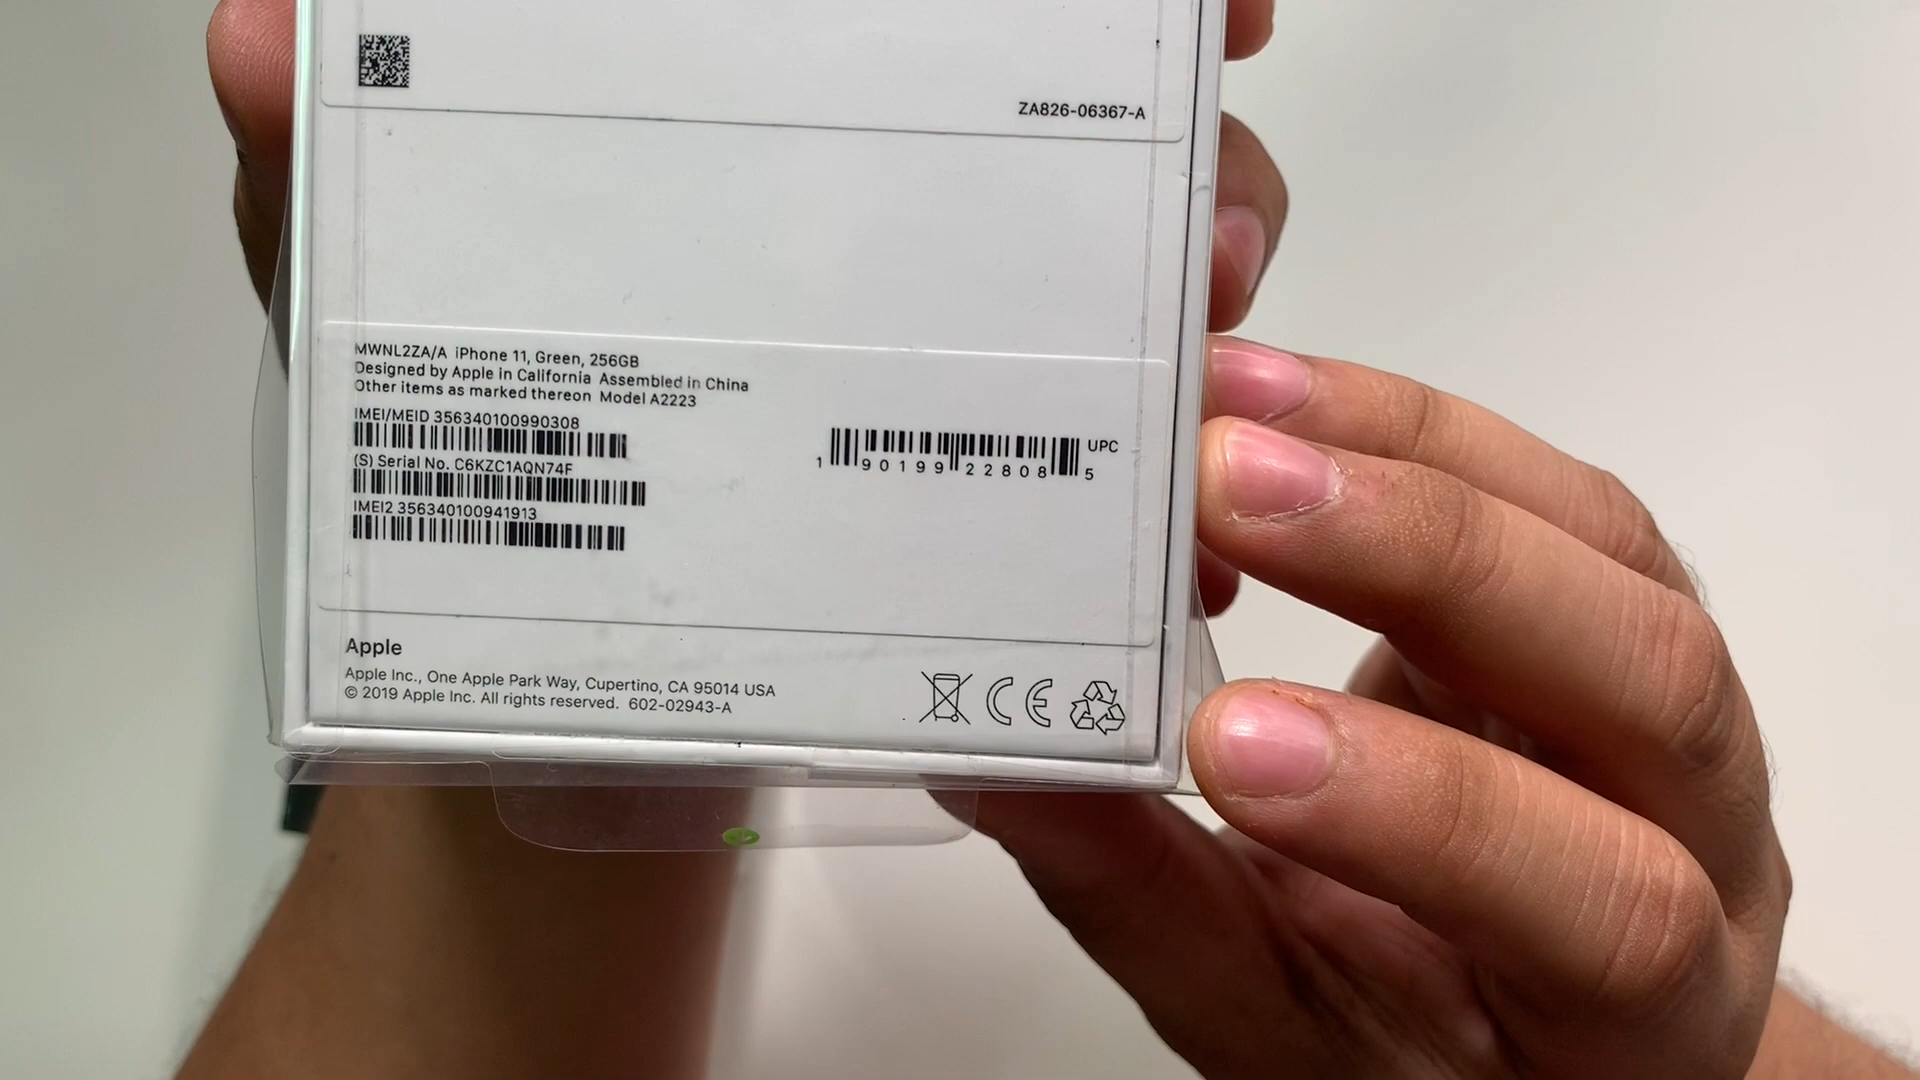 ZA826-06367-A
MWNL2ZA/A iPhone 11, Green, 256GB
Designed by Apple in California Assembled in China
Other items as marked thereon Model A2223
IMEI/MEID 356340100990308
(S) Serial No. C6KZC1AQN74F
IMEI2 356340100941913
UPC
1 90199 22808 5
Apple
Apple Inc., One Apple Park Way, Cupertino, CA 95014 USA
© 2019 Apple Inc. All rights reserved. 602-02943-A
CE